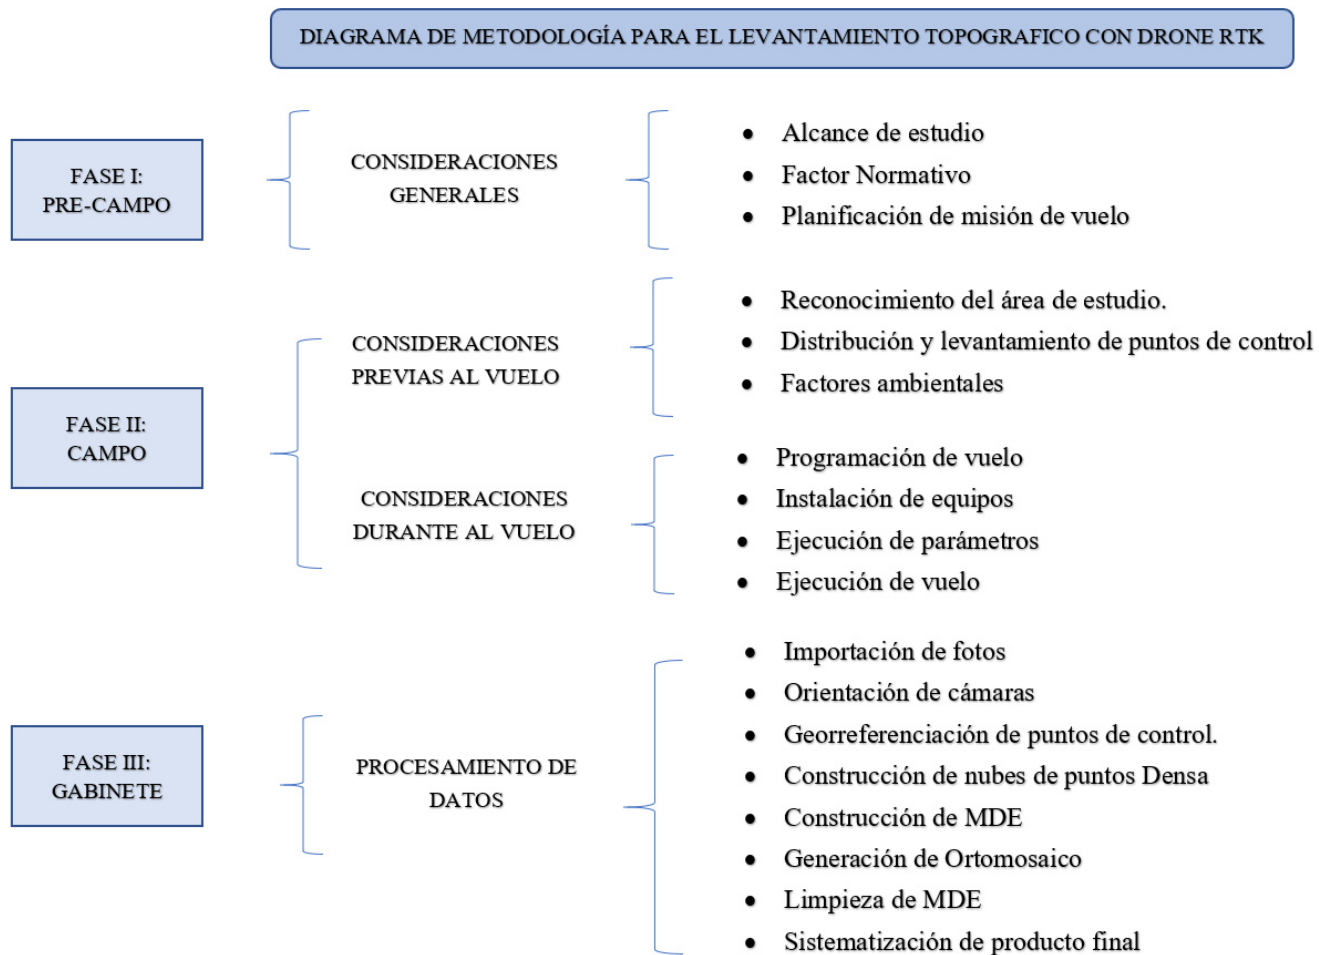 DIAGRAMA DE METODOLOGÍA PARA EL LEVANTAMIENTO TOPOGRAFICO CON DRONE RTK
FASE I:
PRE-CAMPO
CONSIDERACIONES
GENERALES
• Alcance de estudio
• Factor Normativo
• Planificación de misión de vuelo
FASE II:
CAMPO
CONSIDERACIONES
PREVIAS AL VUELO
• Reconocimiento del área de estudio.
• Distribución y levantamiento de puntos de control
• Factores ambientales
CONSIDERACIONES
DURANTE AL VUELO
• Programación de vuelo
• Instalación de equipos
• Ejecución de parámetros
• Ejecución de vuelo
FASE III:
GABINETE
PROCESAMIENTO DE
DATOS
• Importación de fotos
• Orientación de cámaras
• Georreferenciación de puntos de control.
• Construcción de nubes de puntos Densa
• Construcción de MDE
• Generación de Ortomosaico
• Limpieza de MDE
• Sistematización de producto final